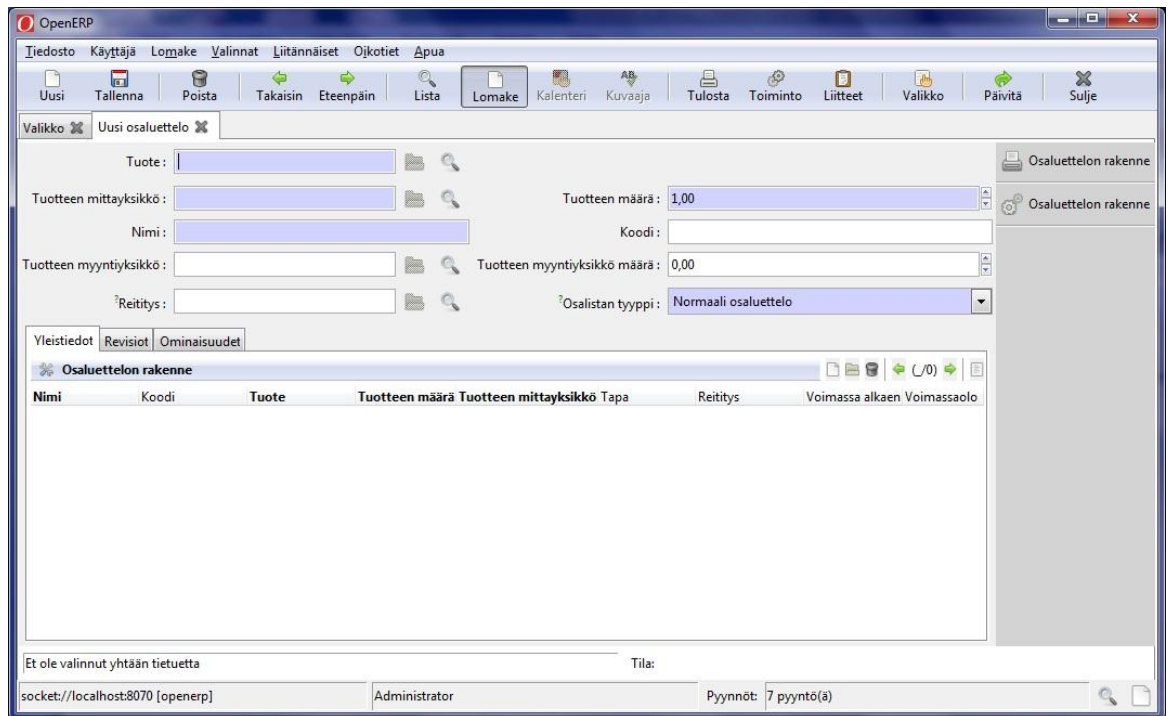 OpenERP
Tiedosto Käyttäjä Lomake Valinnat Liitännäiset Ojkotiet Apua
Uusi Tallenna Poista Takaisin Eteenpäin Lista Lomake Kalenteri Kuvaaja Tulosta Toiminto Liitteet Valikko Päivitä Sulje
Valikko Uusi osaluettelo
Tuote : Osaluettelon rakenne
Tuotteen mittayksikkö : Tuotteen määrä : 1,00 Osaluettelon rakenne
Nimi : Koodi :
Tuotteen myyntiyksikkö : Tuotteen myyntiyksikkö määrä : 0,00
?Reititys : ?Osalistan tyyppi : Normaali osaluettelo
Yleistiedot Revisiot Ominaisuudet
Osaluettelon rakenne (_/0)
Nimi Koodi Tuote Tuotteen määrä Tuotteen mittayksikkö Tapa Reititys Voimassa alkaen Voimassaolo
Et ole valinnut yhtään tietuetta Tila:
socket://localhost:8070 [openerp] Administrator Pyynnöt: 7 pyyntö(ä)